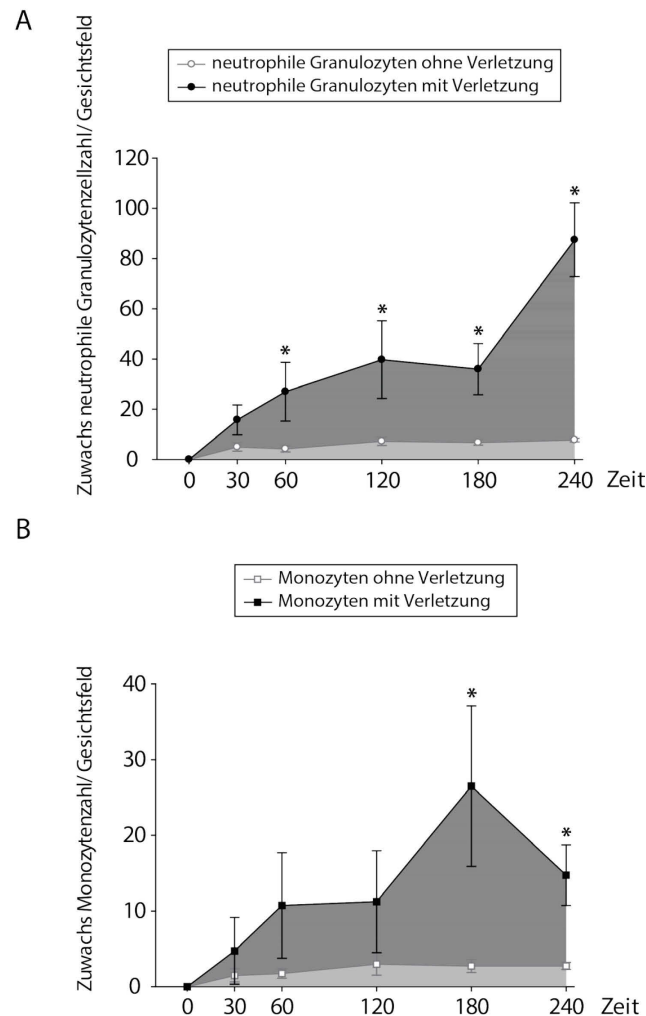 A
neutrophile Granulozyten ohne Verletzung
neutrophile Granulozyten mit Verletzung
Zuwachs neutrophile Granulozytenzellzahl/ Gesichtsfeld
120
100
80
60
40
20
0
* * * *
0 30 60 120 180 240 Zeit
B
Monozyten ohne Verletzung
Monozyten mit Verletzung
Zuwachs Monozytenzahl/ Gesichtsfeld
40
30
20
10
0
* *
0 30 60 120 180 240 Zeit